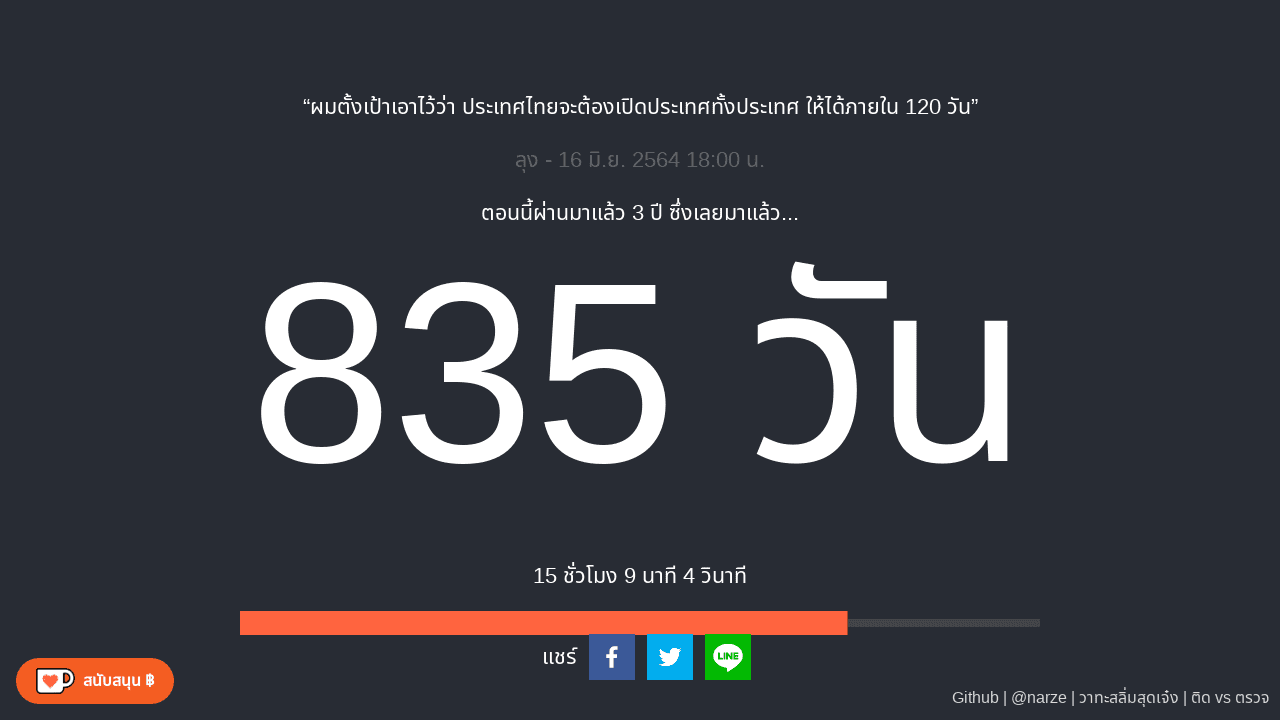 “ผมตั้งเป้าเอาไว้ว่า ประเทศไทยจะต้องเปิดประเทศทั้งประเทศ ให้ได้ภายใน 120 วัน”
ลุง - 16 มิ.ย. 2564 18:00 น.
ตอนนี้ผ่านมาแล้ว 3 ปี ซึ่งเลยมาแล้ว...
835 วัน
15 ชั่วโมง 9 นาที 4 วินาที
แชร์
LINE
สนับสนุน ฿
Github | @narze | วาทะสลิ่มสุดเจ๋ง | ติด vs ตรวจ